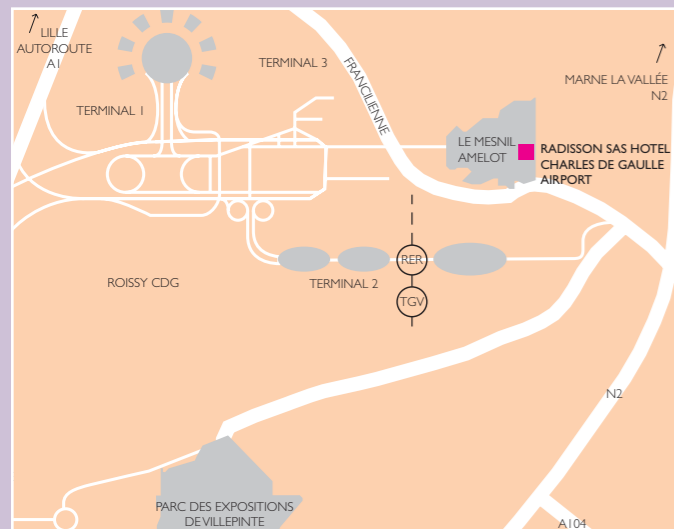 LILLE
AUTOROUTE
A1
TERMINAL 3
FRANCILIENNE
MARNE LA VALLÉE
N2
TERMINAL 1
LE MESNIL
AMELOT
RADISSON SAS HOTEL
CHARLES DE GAULLE
AIRPORT
RER
ROISSY CDG
TERMINAL 2
TGV
N2
PARC DES EXPOSITIONS
DE VILLEPINTE
A104